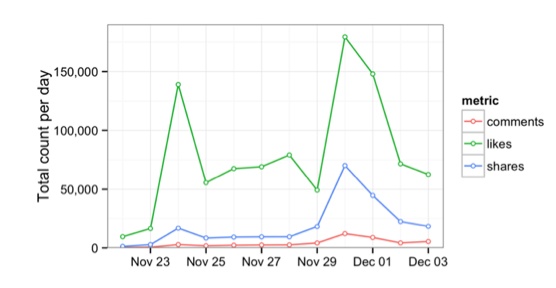 Total count per day
150,000
100,000
50,000
0
Nov 23 Nov 25 Nov 27 Nov 29 Dec 01 Dec 03
metric
comments
likes
shares